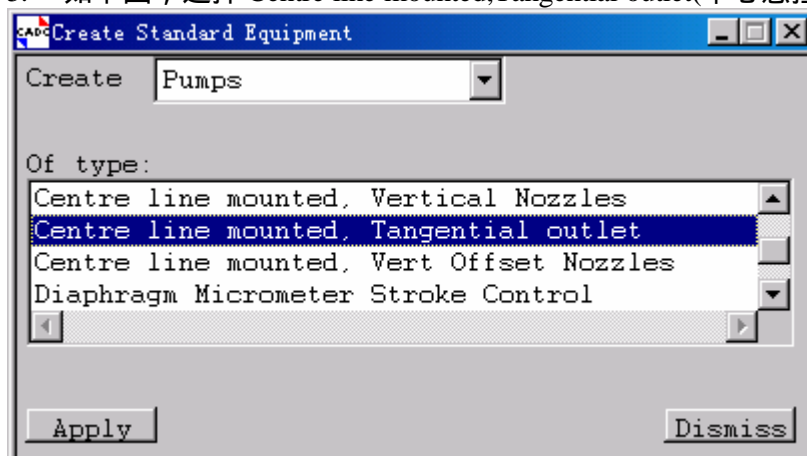 CADC Create Standard Equipment
Create Pumps
Of type:
Centre line mounted, Vertical Nozzles
Centre line mounted, Tangential outlet
Centre line mounted, Vert Offset Nozzles
Diaphragm Micrometer Stroke Control
Apply Dismiss